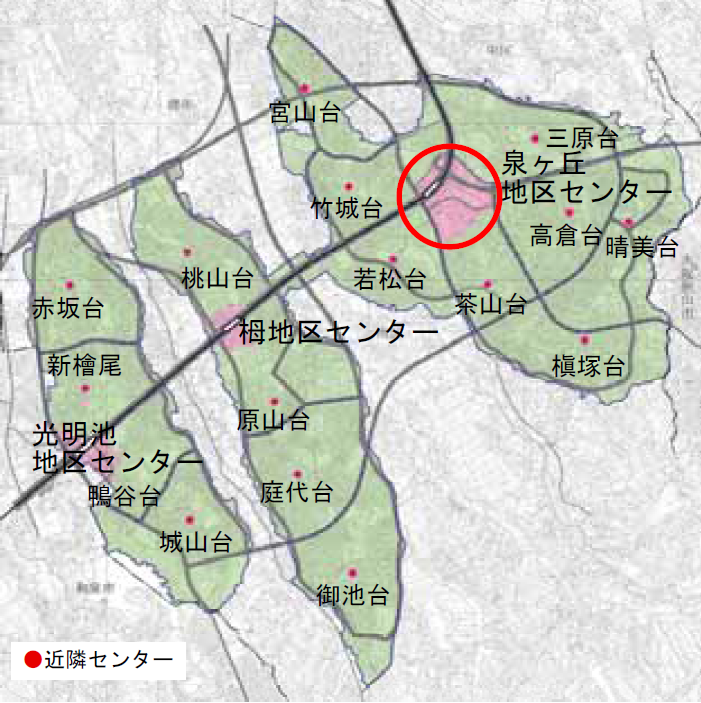 宮山台
三原台
泉ヶ丘
地区センター
竹城台
高倉台
晴美台
桃山台
若松台
茶山台
赤坂台
栂地区センター
新檜尾
槇塚台
原山台
光明池
地区センター
鴨谷台
庭代台
城山台
御池台
●近隣センター